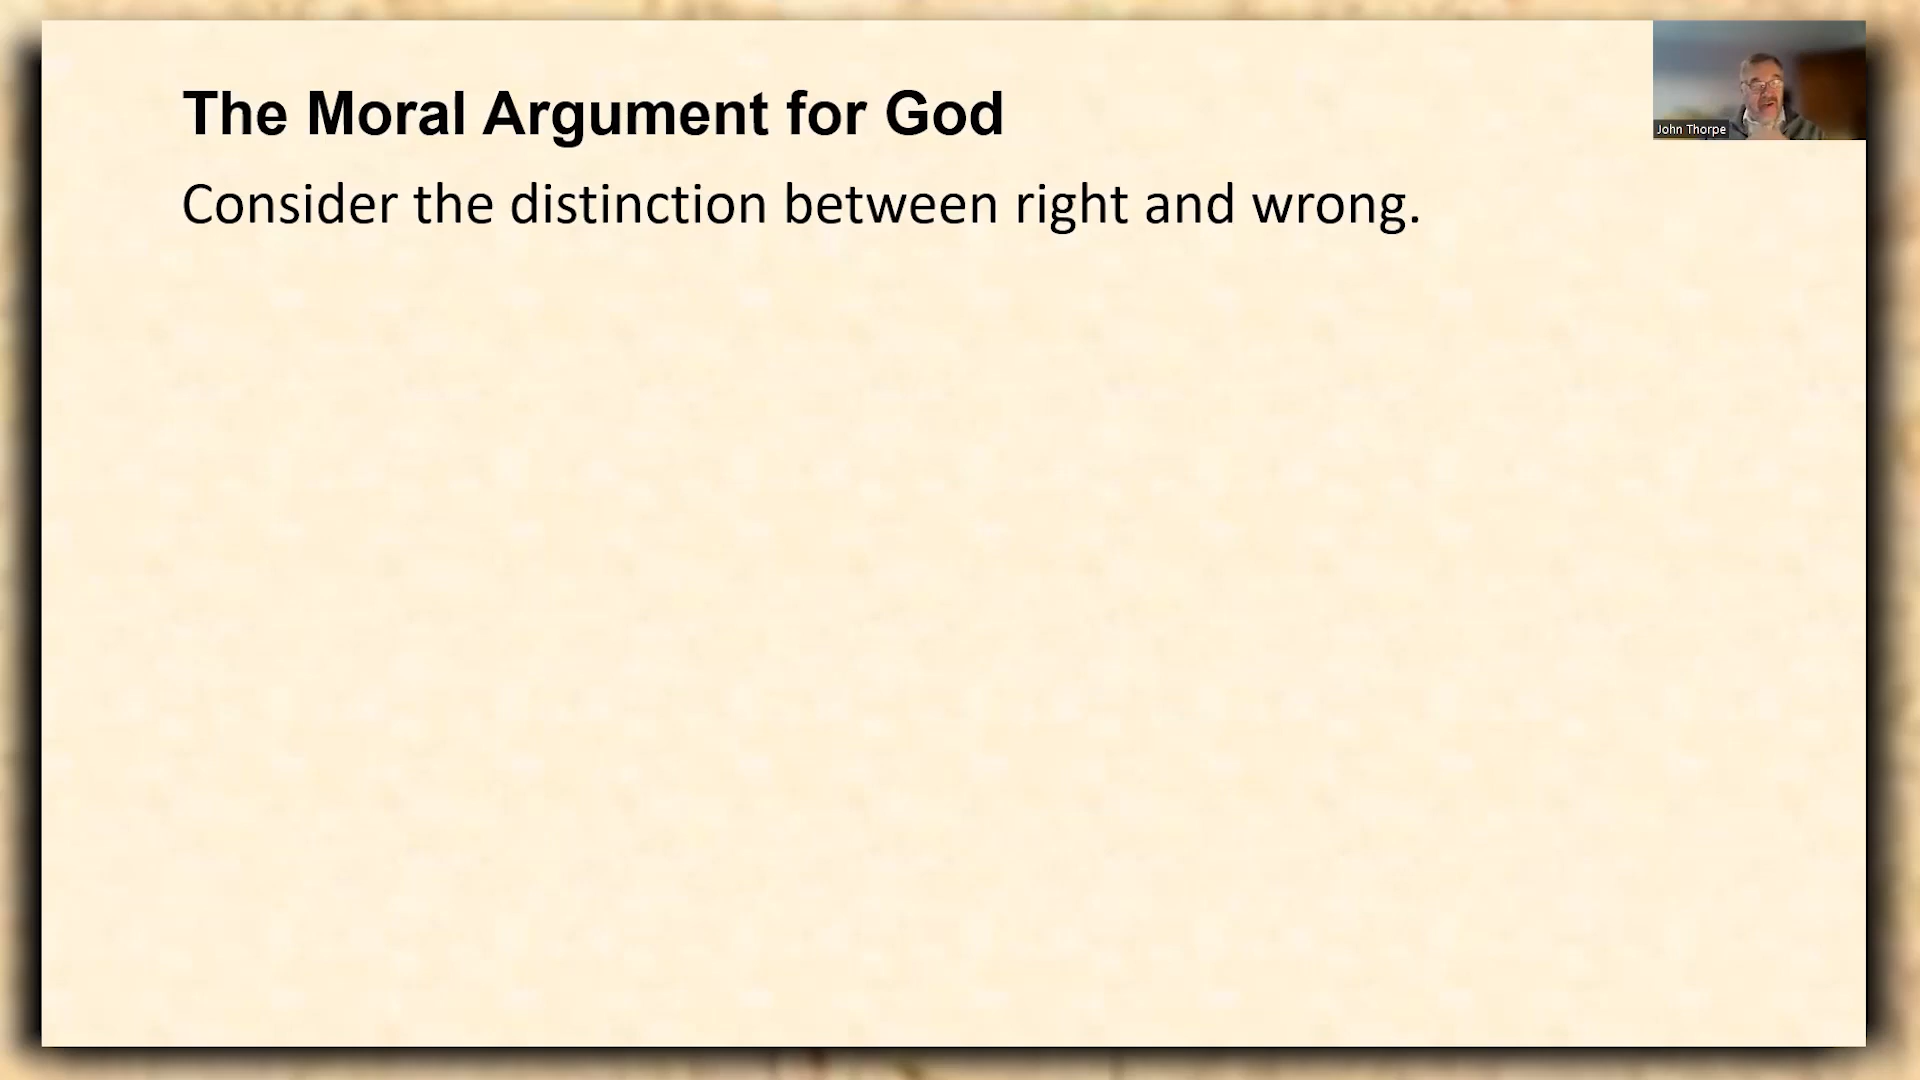 The Moral Argument for God
Consider the distinction between right and wrong.
John Thorpe